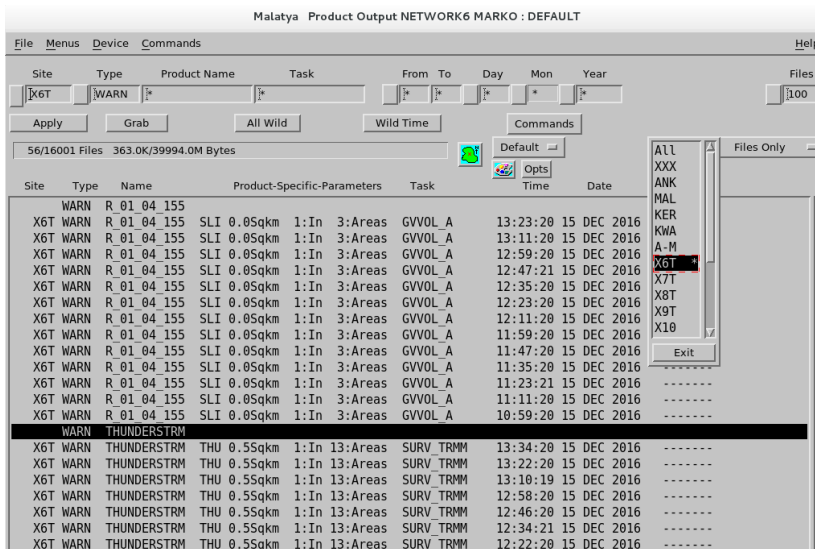 Malatya Product Output NETWORK6 MARKO : DEFAULT
File Menus Device Commands Help
Site Type Product Name Task From To Day Mon Year Files
X6T WARN * * * * * * * 100
Apply Grab All Wild Wild Time Commands
56/16001 Files 363.0K/39994.0M Bytes Default Files Only
Opts
Site Type Name Product-Specific-Parameters Task Time Date
WARN R_01_04_155
X6T WARN R_01_04_155 SLI 0.0Sqkm 1:In 3:Areas GVVOL_A 13:23:20 15 DEC 2016
X6T WARN R_01_04_155 SLI 0.0Sqkm 1:In 3:Areas GVVOL_A 13:11:20 15 DEC 2016
X6T WARN R_01_04_155 SLI 0.0Sqkm 1:In 3:Areas GVVOL_A 12:59:20 15 DEC 2016
X6T WARN R_01_04_155 SLI 0.0Sqkm 1:In 3:Areas GVVOL_A 12:47:21 15 DEC 2016
X6T WARN R_01_04_155 SLI 0.0Sqkm 1:In 3:Areas GVVOL_A 12:35:20 15 DEC 2016
X6T WARN R_01_04_155 SLI 0.0Sqkm 1:In 3:Areas GVVOL_A 12:23:20 15 DEC 2016
X6T WARN R_01_04_155 SLI 0.0Sqkm 1:In 3:Areas GVVOL_A 12:11:20 15 DEC 2016
X6T WARN R_01_04_155 SLI 0.0Sqkm 1:In 3:Areas GVVOL_A 11:59:20 15 DEC 2016
X6T WARN R_01_04_155 SLI 0.0Sqkm 1:In 3:Areas GVVOL_A 11:47:20 15 DEC 2016
X6T WARN R_01_04_155 SLI 0.0Sqkm 1:In 3:Areas GVVOL_A 11:35:20 15 DEC 2016
X6T WARN R_01_04_155 SLI 0.0Sqkm 1:In 3:Areas GVVOL_A 11:23:21 15 DEC 2016 -------
X6T WARN R_01_04_155 SLI 0.0Sqkm 1:In 3:Areas GVVOL_A 11:11:20 15 DEC 2016 -------
X6T WARN R_01_04_155 SLI 0.0Sqkm 1:In 3:Areas GVVOL_A 10:59:20 15 DEC 2016 -------
WARN THUNDERSTRM
X6T WARN THUNDERSTRM THU 0.5Sqkm 1:In 13:Areas SURV_TRMM 13:34:20 15 DEC 2016 -------
X6T WARN THUNDERSTRM THU 0.5Sqkm 1:In 13:Areas SURV_TRMM 13:22:20 15 DEC 2016 -------
X6T WARN THUNDERSTRM THU 0.5Sqkm 1:In 13:Areas SURV_TRMM 13:10:19 15 DEC 2016 -------
X6T WARN THUNDERSTRM THU 0.5Sqkm 1:In 13:Areas SURV_TRMM 12:58:20 15 DEC 2016 -------
X6T WARN THUNDERSTRM THU 0.5Sqkm 1:In 13:Areas SURV_TRMM 12:46:20 15 DEC 2016 -------
X6T WARN THUNDERSTRM THU 0.5Sqkm 1:In 13:Areas SURV_TRMM 12:34:21 15 DEC 2016 -------
X6T WARN THUNDERSTRM THU 0.5Sqkm 1:In 13:Areas SURV_TRMM 12:22:20 15 DEC 2016 -------
All
XXX
ANK
MAL
KER
KWA
A-M
X6T *
X7T
X8T
X9T
X10
Exit